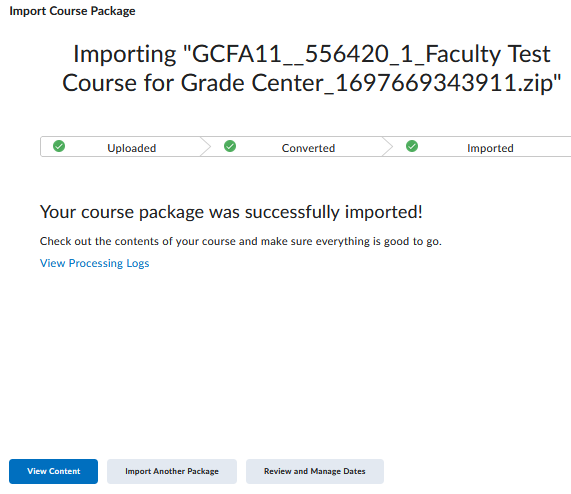 Import Course Package
Importing "GCFA11__556420_1_Faculty Test
Course for Grade Center_1697669343911.zip"
Uploaded
Converted
Imported
Your course package was successfully imported!
Check out the contents of your course and make sure everything is good to go.
View Processing Logs
View Content
Import Another Package
Review and Manage Dates